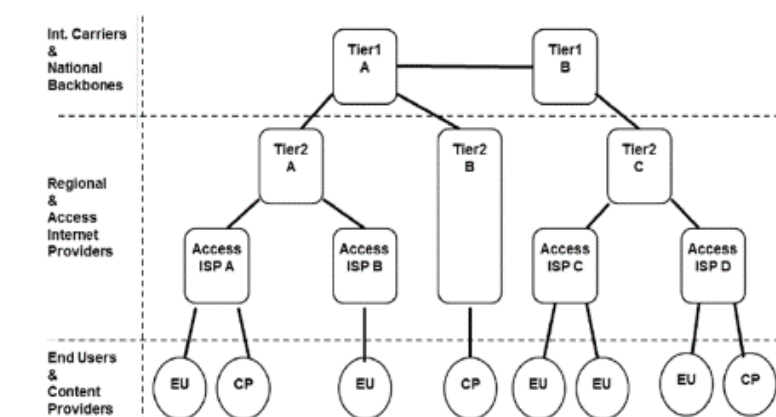 Int. Carriers
&
National
Backbones
Tier1
A
Tier1
B
Regional
&
Access
Internet
Providers
Tier2
A
Tier2
B
Tier2
C
Access
ISP A
Access
ISP B
Access
ISP C
Access
ISP D
End Users
&
Content
Providers
EU
CP
EU
CP
EU
EU
EU
CP